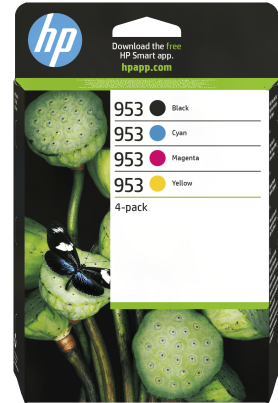 hp
Download the free
HP Smart app.
hpapp.com
953 Black
953 Cyan
953 Magenta
953 Yellow
4-pack